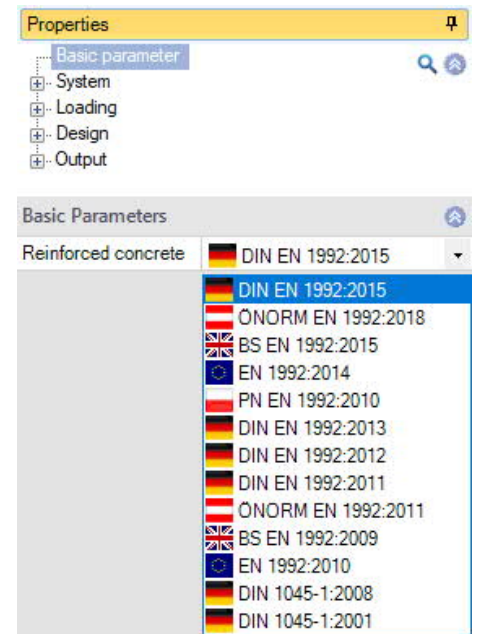 Properties
Basic parameter
System
Loading
Design
Output
Basic Parameters
Reinforced concrete DIN EN 1992:2015
DIN EN 1992:2015
ÖNORM EN 1992:2018
BS EN 1992:2015
EN 1992:2014
PN EN 1992:2010
DIN EN 1992:2013
DIN EN 1992:2012
DIN EN 1992:2011
ÖNORM EN 1992:2011
BS EN 1992:2009
EN 1992:2010
DIN 1045-1:2008
DIN 1045-1:2001